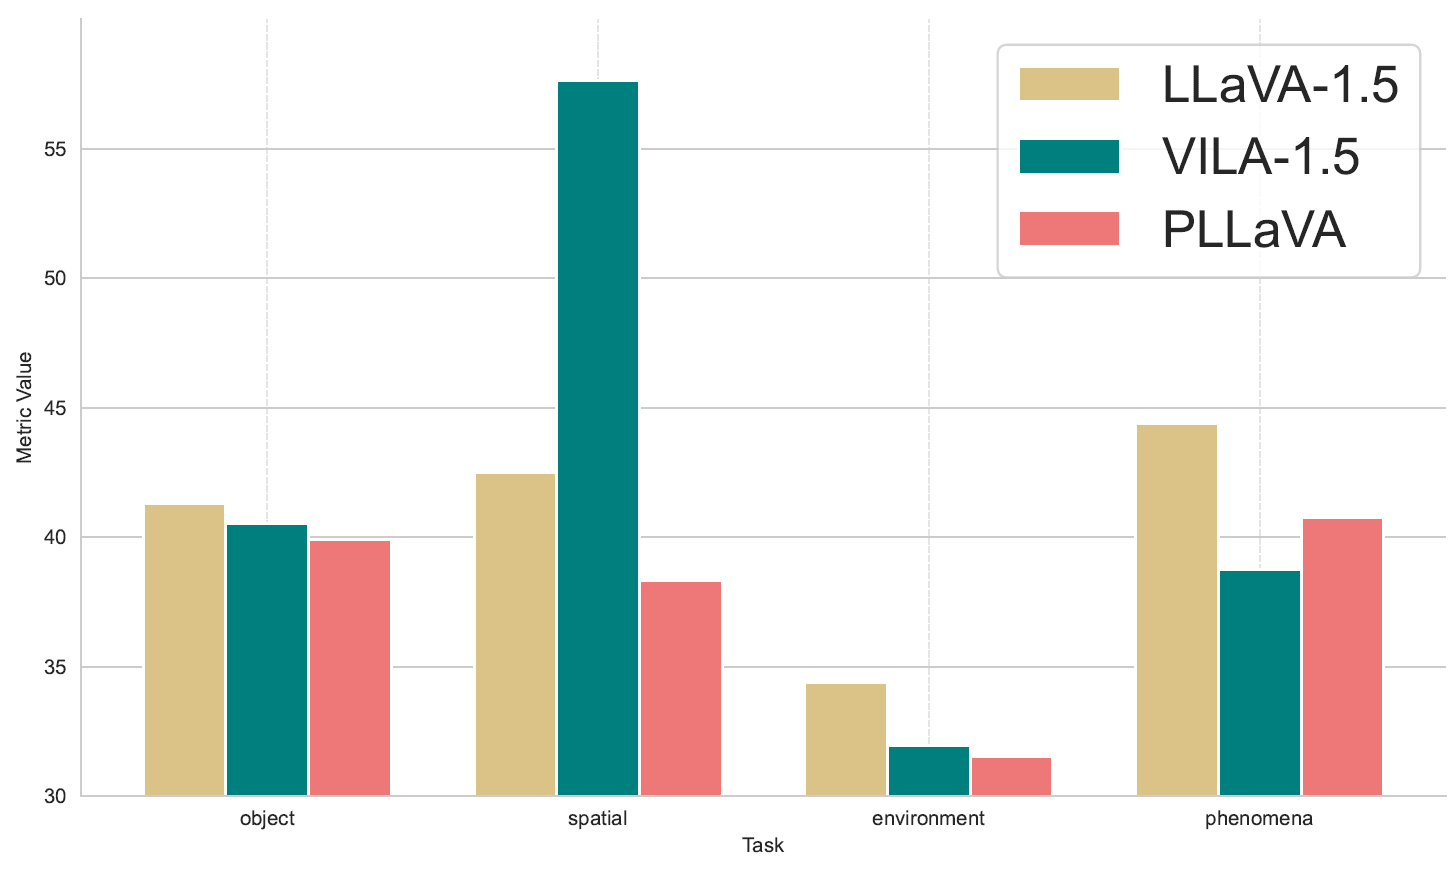 LLaVA-1.5
VILA-1.5
PLLaVA
Metric Value
55
50
45
40
35
30
object spatial environment phenomena
Task